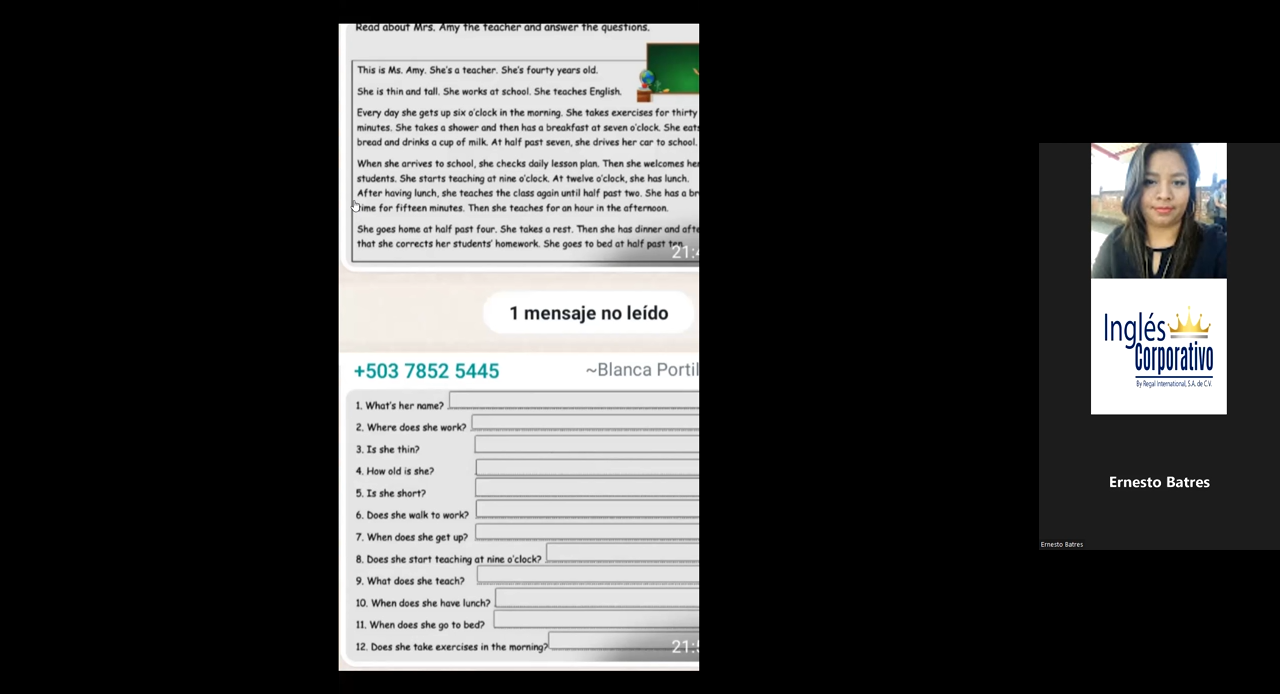 Read about Mrs. Amy the teacher and answer the questions.
This is Ms. Amy. She's a teacher. She's fourty years old.
She is thin and tall. She works at school. She teaches English.
Every day she gets up six o'clock in the morning. She takes exercises for thirty
minutes. She takes a shower and then has a breakfast at seven o'clock. She eats
bread and drinks a cup of milk. At half past seven, she drives her car to school.
When she arrives to school, she checks daily lesson plan. Then she welcomes her
students. She starts teaching at nine o'clock. At twelve o'clock, she has lunch.
After having lunch, she teaches the class again until half past two. She has a br
time for fifteen minutes. Then she teaches for an hour in the afternoon.
She goes home at half past four. She takes a rest. Then she has dinner and afte
that she corrects her students' homework. She goes to bed at half past ten.
21:
1 mensaje no leído
+503 7852 5445 ~Blanca Portil
1. What's her name?
2. Where does she work?
3. Is she thin?
4. How old is she?
5. Is she short?
6. Does she walk to work?
7. When does she get up?
8. Does she start teaching at nine o'clock?
9. What does she teach?
10. When does she have lunch?
11. When does she go to bed?
12. Does she take exercises in the morning?
21:
Inglés
Corporativo
By Regal International, S.A. de C.V.
Ernesto Batres
Ernesto Batres